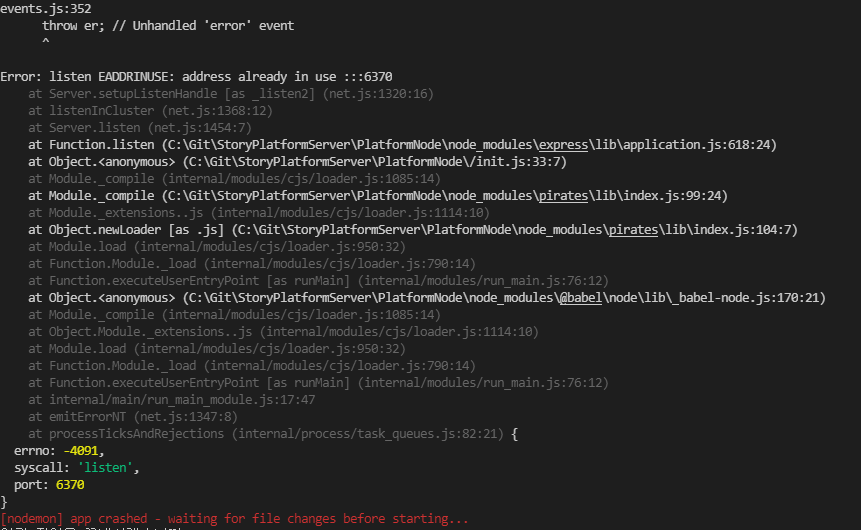 events.js:352
throw er; // Unhandled 'error' event
^
Error: listen EADDRINUSE: address already in use :::6370
at Server.setupListenHandle [as _listen2] (net.js:1320:16)
at listenInCluster (net.js:1368:12)
at Server.listen (net.js:1454:7)
at Function.listen (C:\Git\StoryPlatformServer\PlatformNode\node_modules\express\lib\application.js:618:24)
at Object.<anonymous> (C:\Git\StoryPlatformServer\PlatformNode\/init.js:33:7)
at Module._compile (internal/modules/cjs/loader.js:1085:14)
at Module._compile (C:\Git\StoryPlatformServer\PlatformNode\node_modules\pirates\lib\index.js:99:24)
at Module._extensions..js (internal/modules/cjs/loader.js:1114:10)
at Object.newLoader [as .js] (C:\Git\StoryPlatformServer\PlatformNode\node_modules\pirates\lib\index.js:104:7)
at Module.load (internal/modules/cjs/loader.js:950:32)
at Function.Module._load (internal/modules/cjs/loader.js:790:14)
at Function.executeUserEntryPoint [as runMain] (internal/modules/run_main.js:76:12)
at Object.<anonymous> (C:\Git\StoryPlatformServer\PlatformNode\node_modules\@babel\node\lib\_babel-node.js:170:21)
at Module._compile (internal/modules/cjs/loader.js:1085:14)
at Object.Module._extensions..js (internal/modules/cjs/loader.js:1114:10)
at Module.load (internal/modules/cjs/loader.js:950:32)
at Function.Module._load (internal/modules/cjs/loader.js:790:14)
at Function.executeUserEntryPoint [as runMain] (internal/modules/run_main.js:76:12)
at internal/main/run_main_module.js:17:47
at emitErrorNT (net.js:1347:8)
at processTicksAndRejections (internal/process/task_queues.js:82:21) {
errno: -4091,
syscall: 'listen',
port: 6370
}
[nodemon] app crashed - waiting for file changes before starting...